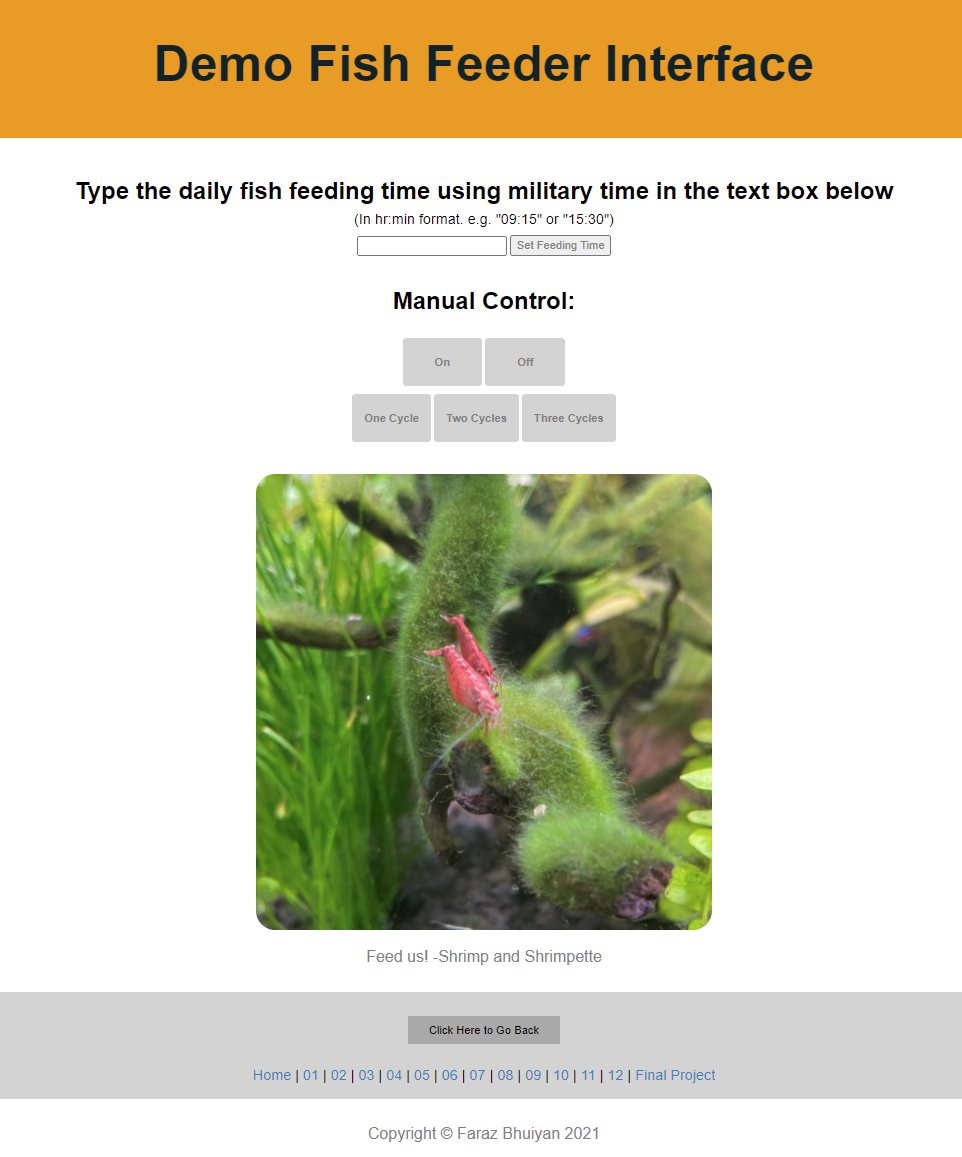 Demo Fish Feeder Interface
Type the daily fish feeding time using military time in the text box below
(In hr:min format. e.g. "09:15" or "15:30")
Set Feeding Time
Manual Control:
On Off
One Cycle Two Cycles Three Cycles
Feed us! -Shrimp and Shrimpette
Click Here to Go Back
Home | 01 | 02 | 03 | 04 | 05 | 06 | 07 | 08 | 09 | 10 | 11 | 12 | Final Project
Copyright © Faraz Bhuiyan 2021